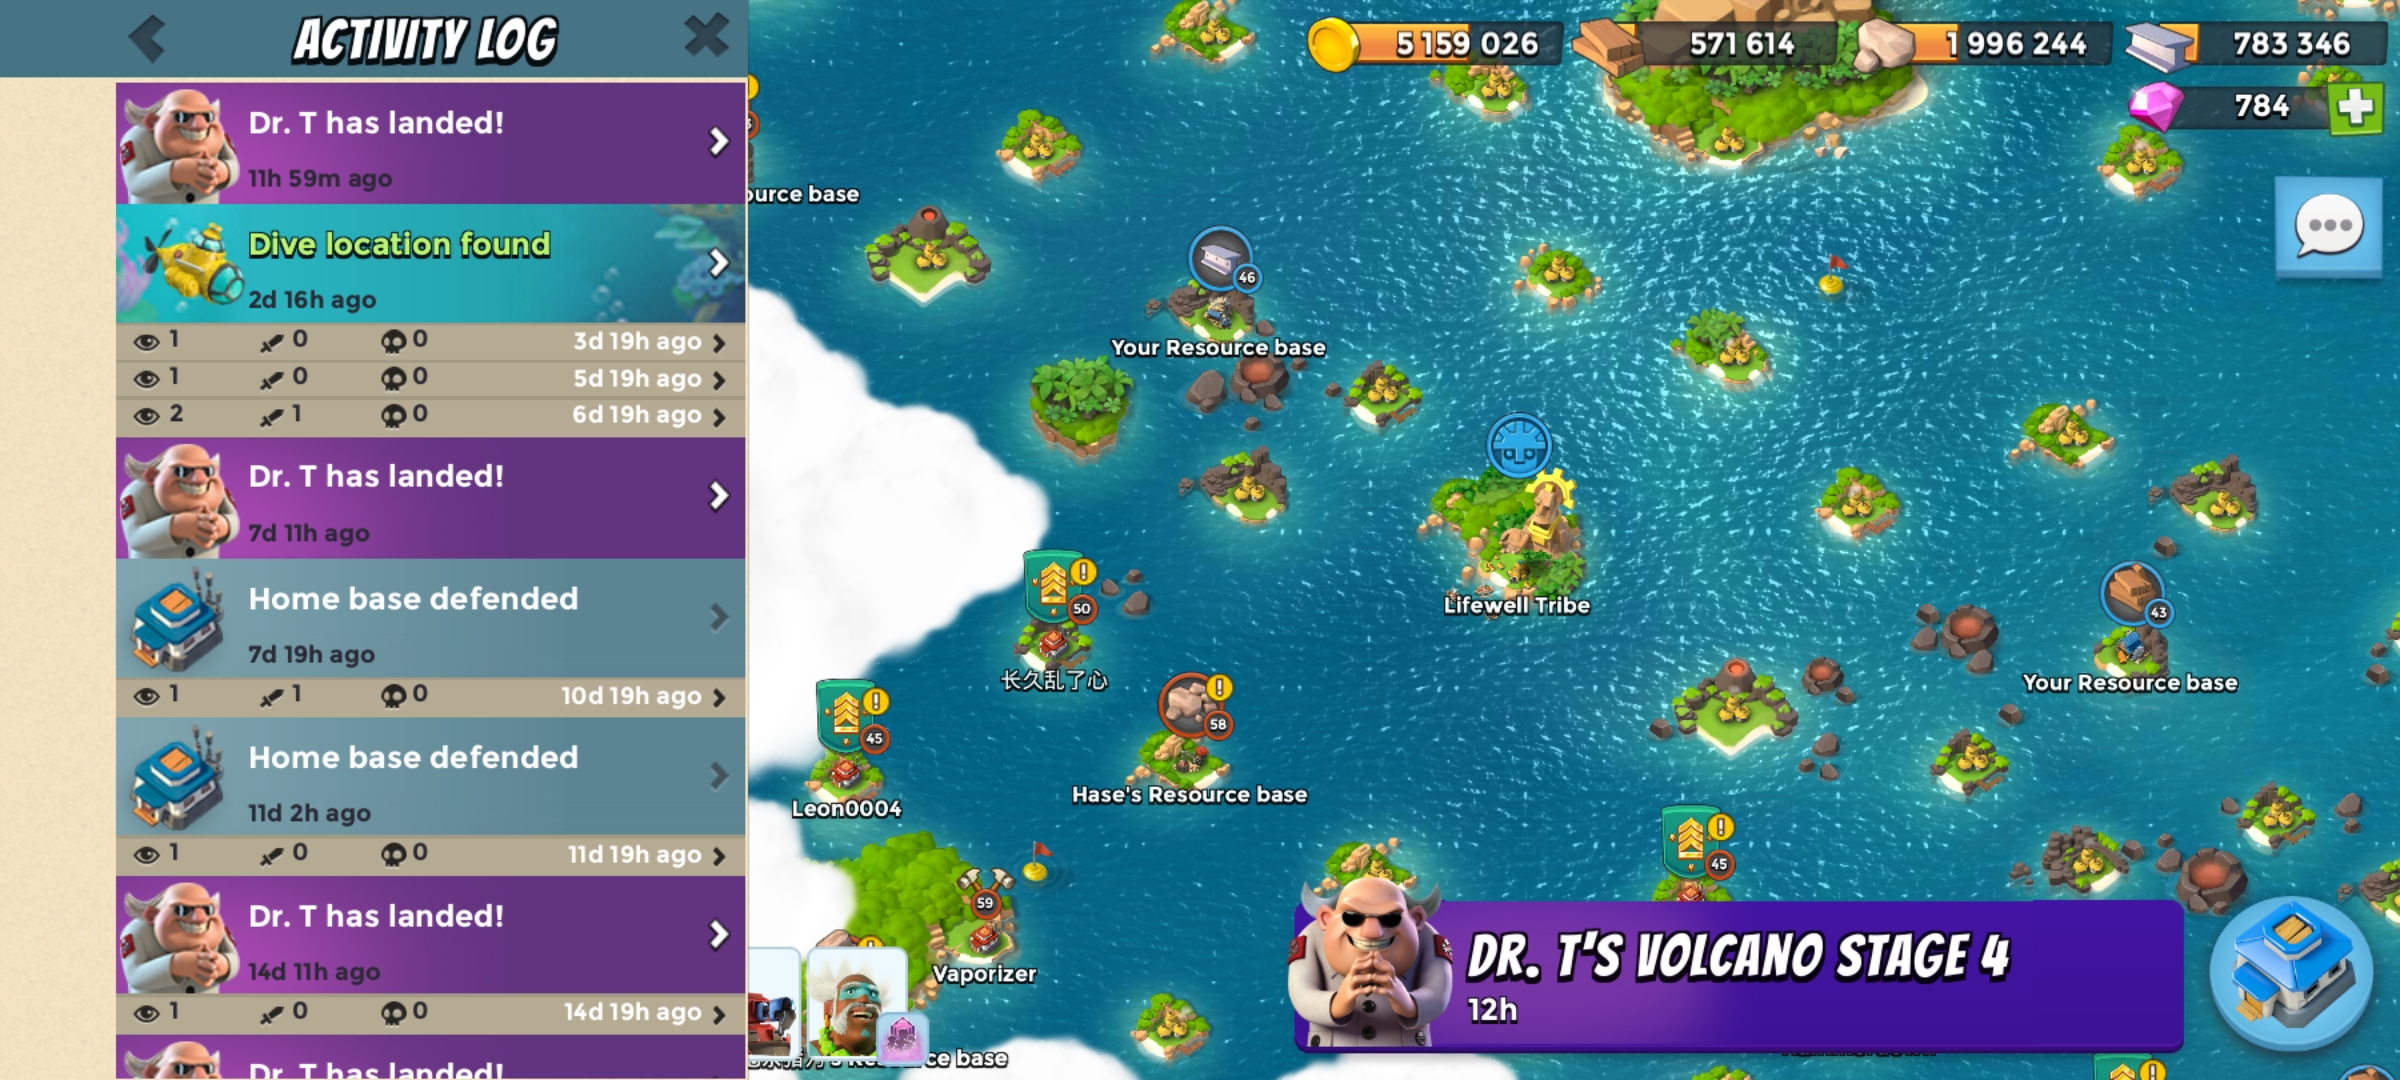 ACTIVITY LOG
Dr. T has landed!
11h 59m ago
Dive location found
2d 16h ago
1 0 0 3d 19h ago
1 0 0 5d 19h ago
2 1 0 6d 19h ago
Dr. T has landed!
7d 11h ago
Home base defended
7d 19h ago
1 1 0 10d 19h ago
Home base defended
11d 2h ago
1 0 0 11d 19h ago
Dr. T has landed!
14d 11h ago
1 0 0 14d 19h ago
Dr. T has landed!
5 159 026
571 614
1 996 244
783 346
784
base
46
Your Resource base
Lifewell Tribe
50
长久乱了心
43
Your Resource base
58
Hase's Resource base
45
Leon0004
45
59
Vaporizer
base
DR. T'S VOLCANO STAGE 4
12h